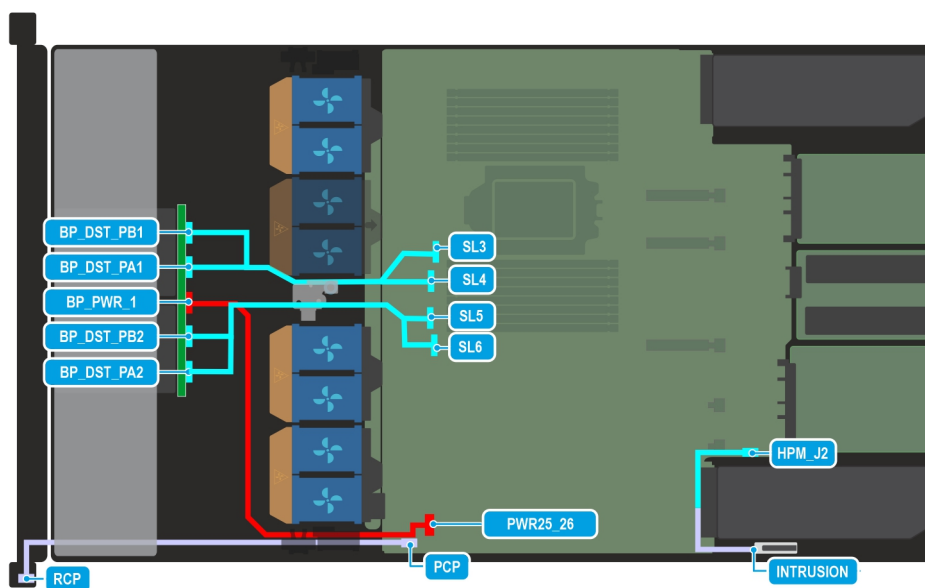 BP_DST_PB1
BP_DST_PA1
BP_PWR_1
BP_DST_PB2
BP_DST_PA2
SL3
SL4
SL5
SL6
HPM_J2
PWR25_26
PCP
RCP
INTRUSION